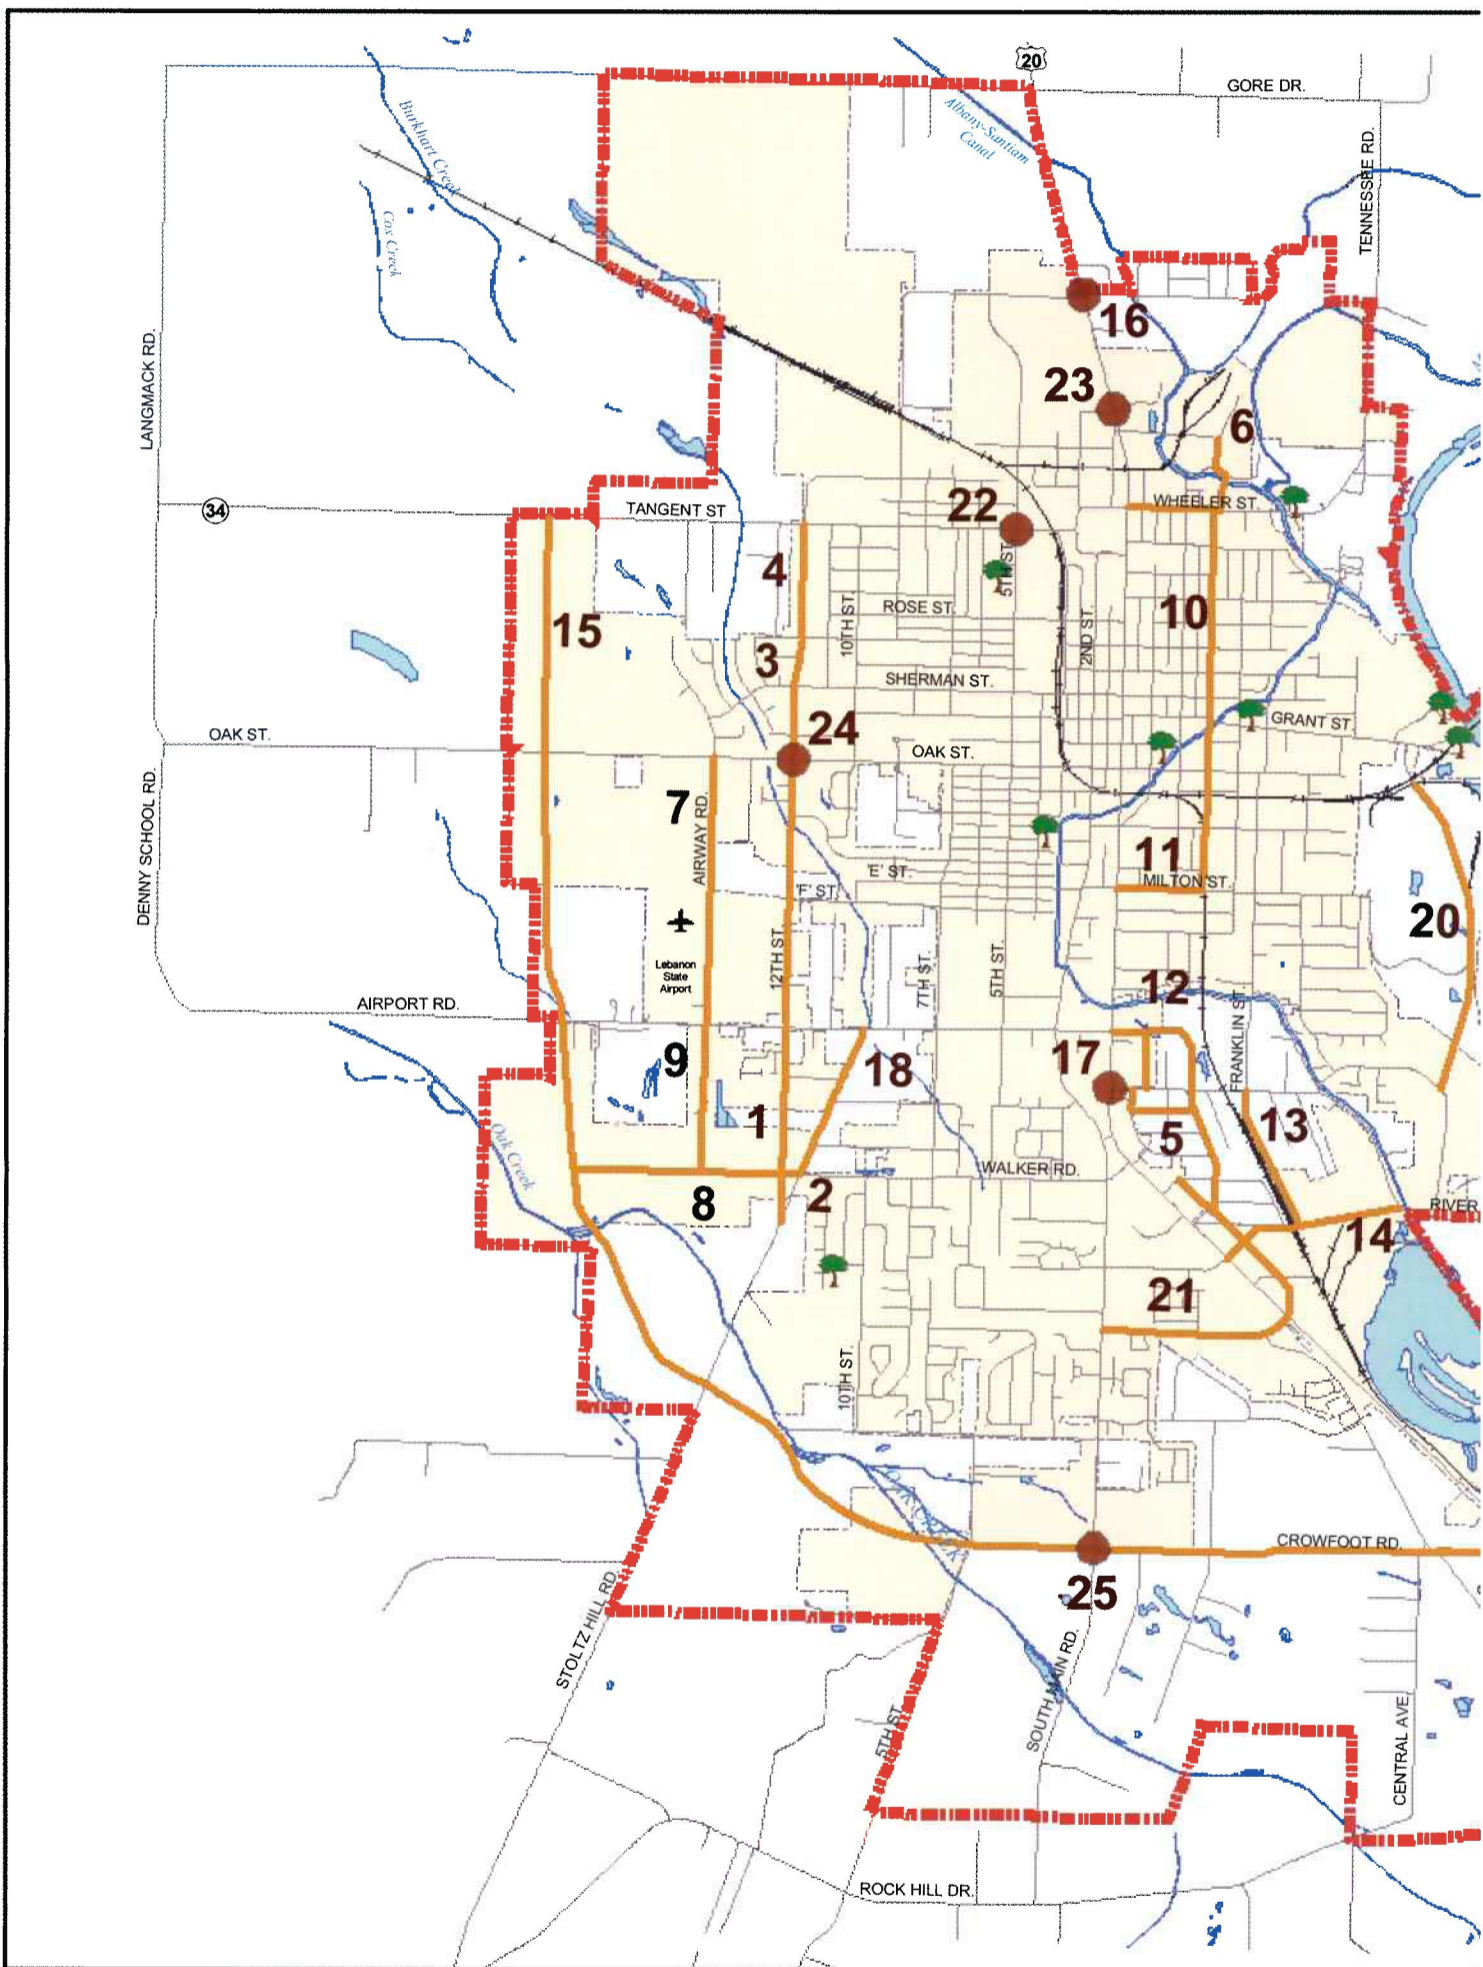 20
GORE DR.
Burkhart Creek
Albany-Santiam
Canal
TENNESSEE RD.
Cox Creek
16
LANGMACK RD.
23
6
34
TANGENT ST
22
WHEELER ST.
4
5TH ST.
15
10TH ST.
ROSE ST.
2ND ST.
10
3
SHERMAN ST.
24
GRANT ST
OAK ST.
OAK ST.
7
DENNY SCHOOL RD.
AIRWAY RD.
11
'E' ST.
'F' ST.
MILTON ST.
20
Lebanon
State
Airport
12TH ST.
7TH ST.
5TH ST.
12
AIRPORT RD.
FRANKLIN ST.
9
18
17
1
13
5
Oak Creek
WALKER RD.
8
2
RIVER
14
21
10TH ST.
OAK CREEK
CROWFOOT RD.
25
STOLTZ HILL RD.
5TH ST.
SOUTH MAIN RD.
CENTRAL AVE.
ROCK HILL DR.